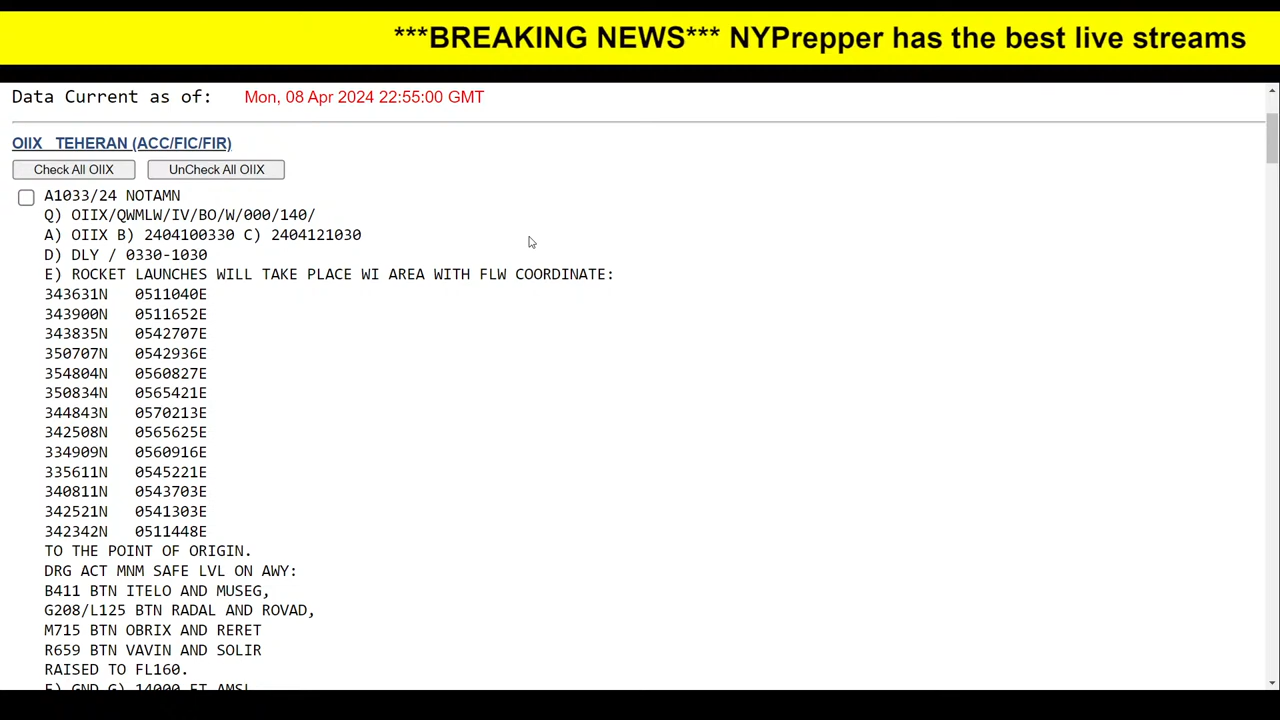 ***BREAKING NEWS*** NYPrepper has the best live streams
Data Current as of: Mon, 08 Apr 2024 22:55:00 GMT
OIIX TEHERAN (ACC/FIC/FIR)
Check All OIIX UnCheck All OIIX
A1033/24 NOTAMN
Q) OIIX/QWMLW/IV/BO/W/000/140/
A) OIIX B) 2404100330 C) 2404121030
D) DLY / 0330-1030
E) ROCKET LAUNCHES WILL TAKE PLACE WI AREA WITH FLW COORDINATE:
343631N 0511040E
343900N 0511652E
343835N 0542707E
350707N 0542936E
354804N 0560827E
350834N 0565421E
344843N 0570213E
342508N 0565625E
334909N 0560916E
335611N 0545221E
340811N 0543703E
342521N 0541303E
342342N 0511448E
TO THE POINT OF ORIGIN.
DRG ACT MNM SAFE LVL ON AWY:
B411 BTN ITELO AND MUSEG,
G208/L125 BTN RADAL AND ROVAD,
M715 BTN OBRIX AND RERET
R659 BTN VAVIN AND SOLIR
RAISED TO FL160.
F) GND G) 14000 FT AMSL